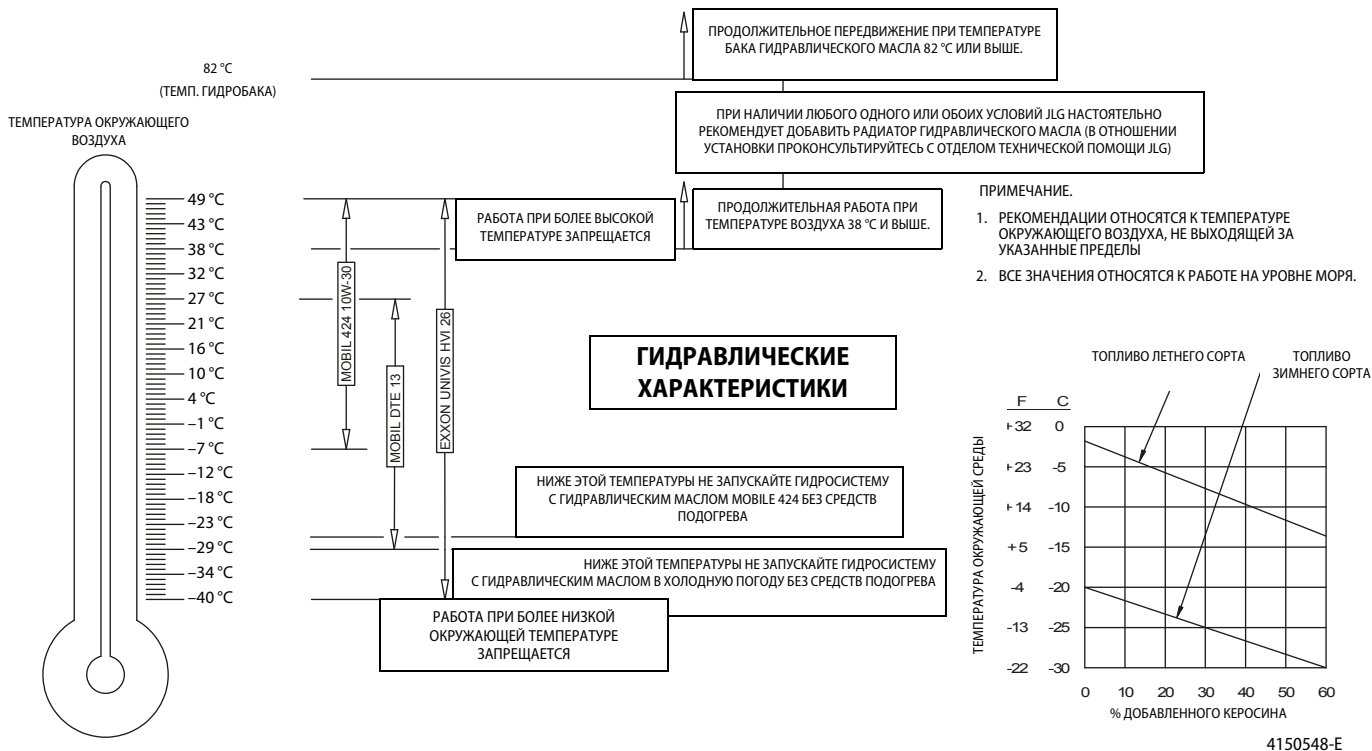 82 °C
(ТЕМП. ГИДРОБАКА)
ТЕМПЕРАТУРА ОКРУЖАЮЩЕГО
ВОЗДУХА
49 °C
43 °C
38 °C
32 °C
27 °C
21 °C
16 °C
10 °C
4 °C
–1 °C
–7 °C
–12 °C
–18 °C
–23 °C
–29 °C
–34 °C
–40 °C
MOBIL 424 10W-30
MOBIL DTE 13
EXXON UNIVIS HVI 26
ПРОДОЛЖИТЕЛЬНОЕ ПЕРЕДВИЖЕНИЕ ПРИ ТЕМПЕРАТУРЕ
БАКА ГИДРАВЛИЧЕСКОГО МАСЛА 82 °C ИЛИ ВЫШЕ.
ПРИ НАЛИЧИИ ЛЮБОГО ОДНОГО ИЛИ ОБОИХ УСЛОВИЙ JLG НАСТОЯТЕЛЬНО
РЕКОМЕНДУЕТ ДОБАВИТЬ РАДИАТОР ГИДРАВЛИЧЕСКОГО МАСЛА (В ОТНОШЕНИИ
УСТАНОВКИ ПРОКОНСУЛЬТИРУЙТЕСЬ С ОТДЕЛОМ ТЕХНИЧЕСКОЙ ПОМОЩИ JLG)
РАБОТА ПРИ БОЛЕЕ ВЫСОКОЙ
ТЕМПЕРАТУРЕ ЗАПРЕЩАЕТСЯ
ПРОДОЛЖИТЕЛЬНАЯ РАБОТА ПРИ
ТЕМПЕРАТУРЕ ВОЗДУХА 38 °C И ВЫШЕ.
ПРИМЕЧАНИЕ.
1. РЕКОМЕНДАЦИИ ОТНОСЯТСЯ К ТЕМПЕРАТУРЕ
ОКРУЖАЮЩЕГО ВОЗДУХА, НЕ ВЫХОДЯЩЕЙ ЗА
УКАЗАННЫЕ ПРЕДЕЛЫ
2. ВСЕ ЗНАЧЕНИЯ ОТНОСЯТСЯ К РАБОТЕ НА УРОВНЕ МОРЯ.
ГИДРАВЛИЧЕСКИЕ
ХАРАКТЕРИСТИКИ
НИЖЕ ЭТОЙ ТЕМПЕРАТУРЫ НЕ ЗАПУСКАЙТЕ ГИДРОСИСТЕМУ
С ГИДРАВЛИЧЕСКИМ МАСЛОМ MOBILE 424 БЕЗ СРЕДСТВ
ПОДОГРЕВА
НИЖЕ ЭТОЙ ТЕМПЕРАТУРЫ НЕ ЗАПУСКАЙТЕ ГИДРОСИСТЕМУ
С ГИДРАВЛИЧЕСКИМ МАСЛОМ В ХОЛОДНУЮ ПОГОДУ БЕЗ СРЕДСТВ ПОДОГРЕВА
РАБОТА ПРИ БОЛЕЕ НИЗКОЙ
ОКРУЖАЮЩЕЙ ТЕМПЕРАТУРЕ
ЗАПРЕЩАЕТСЯ
ТОПЛИВО ЛЕТНЕГО СОРТА
ТОПЛИВО
ЗИМНЕГО СОРТА
ТЕМПЕРАТУРА ОКРУЖАЮЩЕЙ СРЕДЫ
F C
+32 0
+23 -5
+14 -10
+5 -15
-4 -20
-13 -25
-22 -30
0 10 20 30 40 50 60
% ДОБАВЛЕННОГО КЕРОСИНА
4150548-E